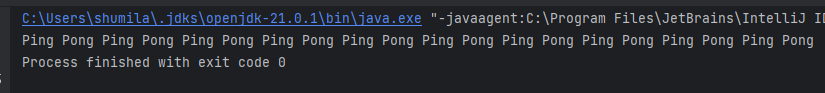 C:\Users\shumila\.jdks\openjdk-21.0.1\bin\java.exe "-javaagent:C:\Program Files\JetBrains\IntelliJ
Ping Pong Ping Pong Ping Pong Ping Pong Ping Pong Ping Pong Ping Pong Ping Pong Ping Pong Ping Pong
Process finished with exit code 0